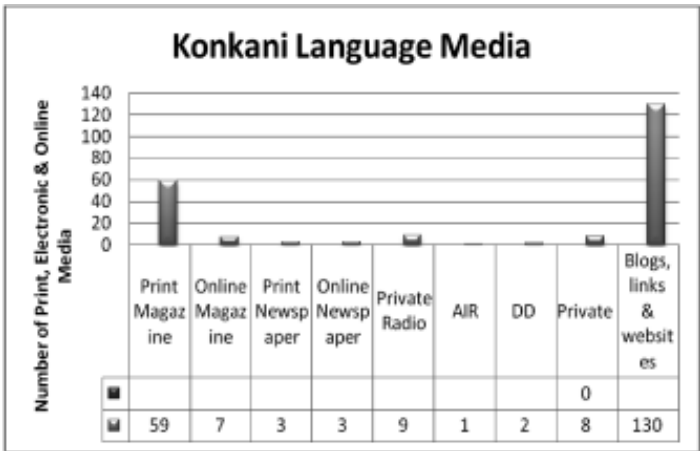 Konkani Language Media
Number of Print, Electronic & Online
Media
140
120
100
80
60
40
20
0
Print
Magaz
ine
Online
Magaz
ine
Print
Newsp
aper
Online
Newsp
aper
Private
Radio
AIR
DD
Private
Blogs,
links
&
websit
es
0
59 7 3 3 9 1 2 8 130